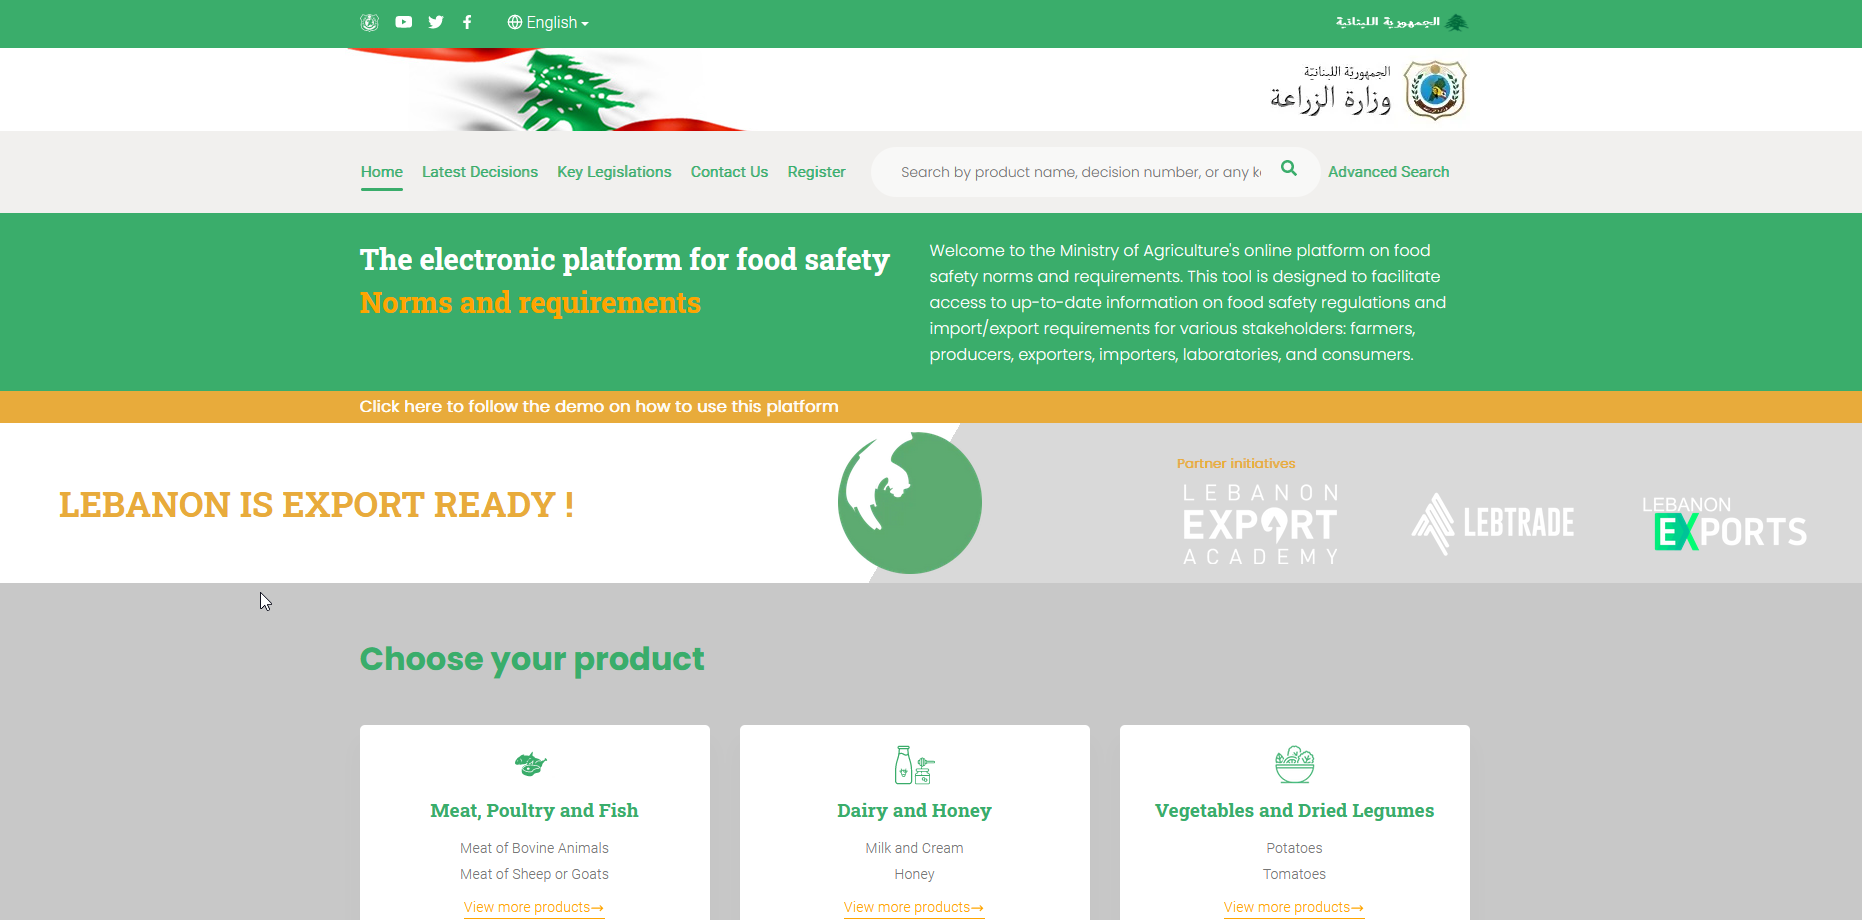 English
الجمهورية اللبنانية
الجمهوريّة اللبنانيّة
وزارة الزراعة
Home
Latest Decisions
Key Legislations
Contact Us
Register
Search by product name, decision number, or any k
Advanced Search
The electronic platform for food safety
Norms and requirements
Welcome to the Ministry of Agriculture's online platform on food
safety norms and requirements. This tool is designed to facilitate
access to up-to-date information on food safety regulations and
import/export requirements for various stakeholders: farmers,
producers, exporters, importers, laboratories, and consumers.
Click here to follow the demo on how to use this platform
LEBANON IS EXPORT READY !
Partner initiatives
LEBANON
EXPORT
ACADEMY
LEBTRADE
LEBANON
EXPORTS
Choose your product
Meat, Poultry and Fish
Meat of Bovine Animals
Meat of Sheep or Goats
View more products→
Dairy and Honey
Milk and Cream
Honey
View more products→
Vegetables and Dried Legumes
Potatoes
Tomatoes
View more products→